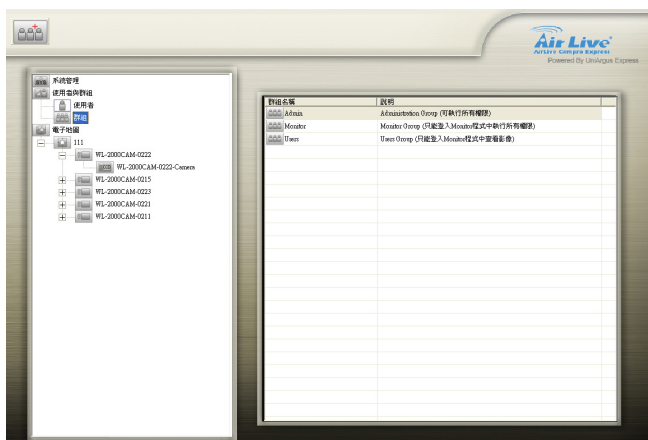 Air Live®
AirLive CamPro Express
Powered By UniArgus Express
系統管理
使用者與群組
使用者
群組
電子地圖
111
WL-2000CAM-0222
WL-2000CAM-0222-Camera
WL-2000CAM-0215
WL-2000CAM-0223
WL-2000CAM-0221
WL-2000CAM-0211
群組名稱 說明
Admin Administration Group (可執行所有權限)
Monitor Monitor Group (只能登入Monitor程式中執行所有權限)
Users Users Group (只能登入Monitor程式中查看影像)